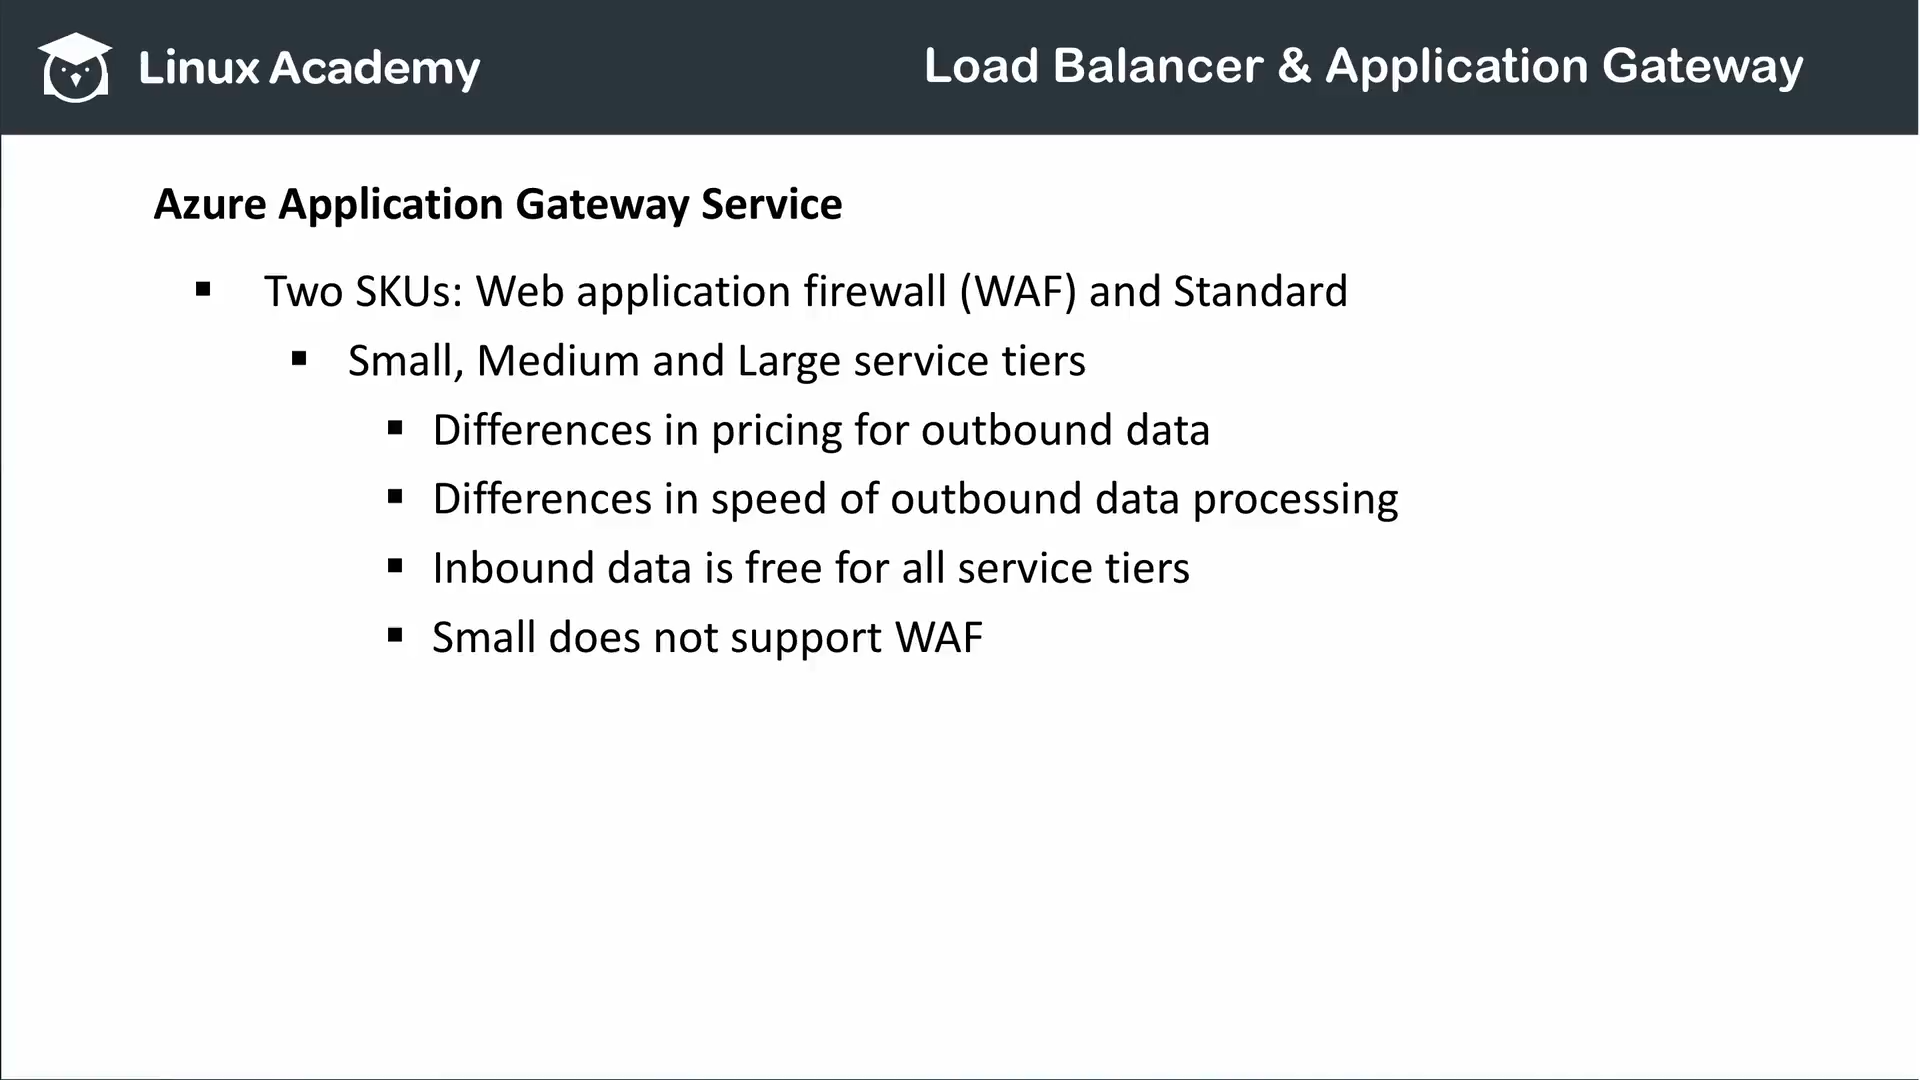 Linux Academy
Load Balancer & Application Gateway
Azure Application Gateway Service
▪ Two SKUs: Web application firewall (WAF) and Standard
▪ Small, Medium and Large service tiers
▪ Differences in pricing for outbound data
▪ Differences in speed of outbound data processing
▪ Inbound data is free for all service tiers
▪ Small does not support WAF